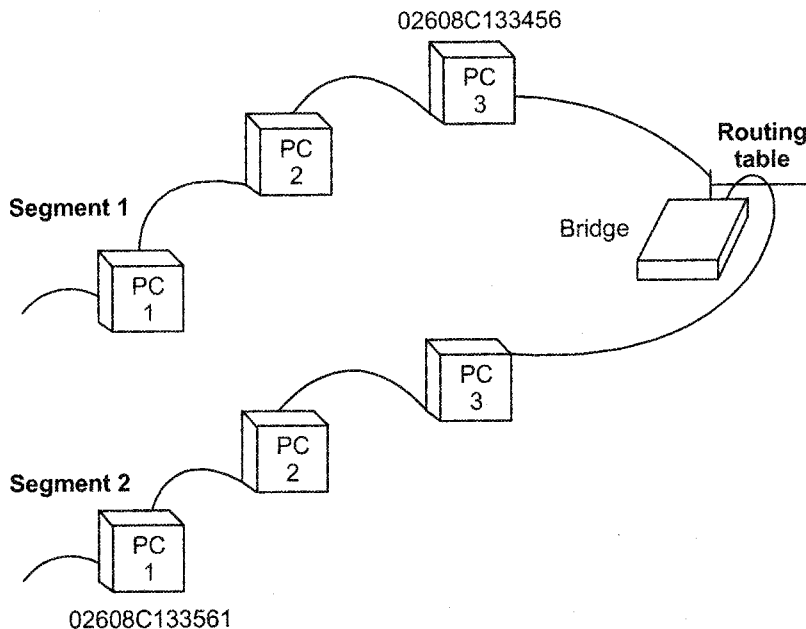 02608C133456
PC
3
Routing
table
PC
2
Segment 1
Bridge
PC
1
PC
3
PC
2
Segment 2
PC
1
02608C133561